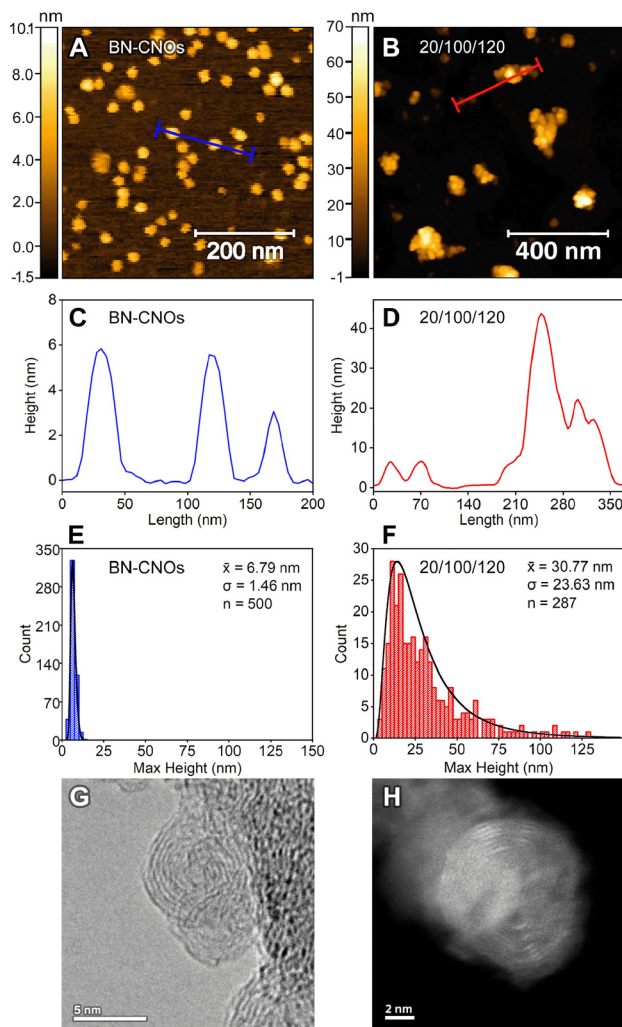 nm
10.1
8.0
6.0
4.0
2.0
0.0
-1.5
A
BN-CNOs
200 nm
nm
70
60
50
40
30
20
10
-1
B
20/100/120
400 nm
C
BN-CNOs
Height (nm)
8
6
4
2
0
0
50
100
150
200
Length (nm)
D
20/100/120
Height (nm)
40
30
20
10
0
0
70
140
210
280
350
Length (nm)
E
BN-CNOs
x̄ = 6.79 nm
σ = 1.46 nm
n = 500
Count
350
280
210
140
70
0
0
25
50
75
100
125
150
Max Height (nm)
F
20/100/120
x̄ = 30.77 nm
σ = 23.63 nm
n = 287
Count
30
25
20
15
10
5
0
0
25
50
75
100
125
Max Height (nm)
G
5 nm
H
2 nm